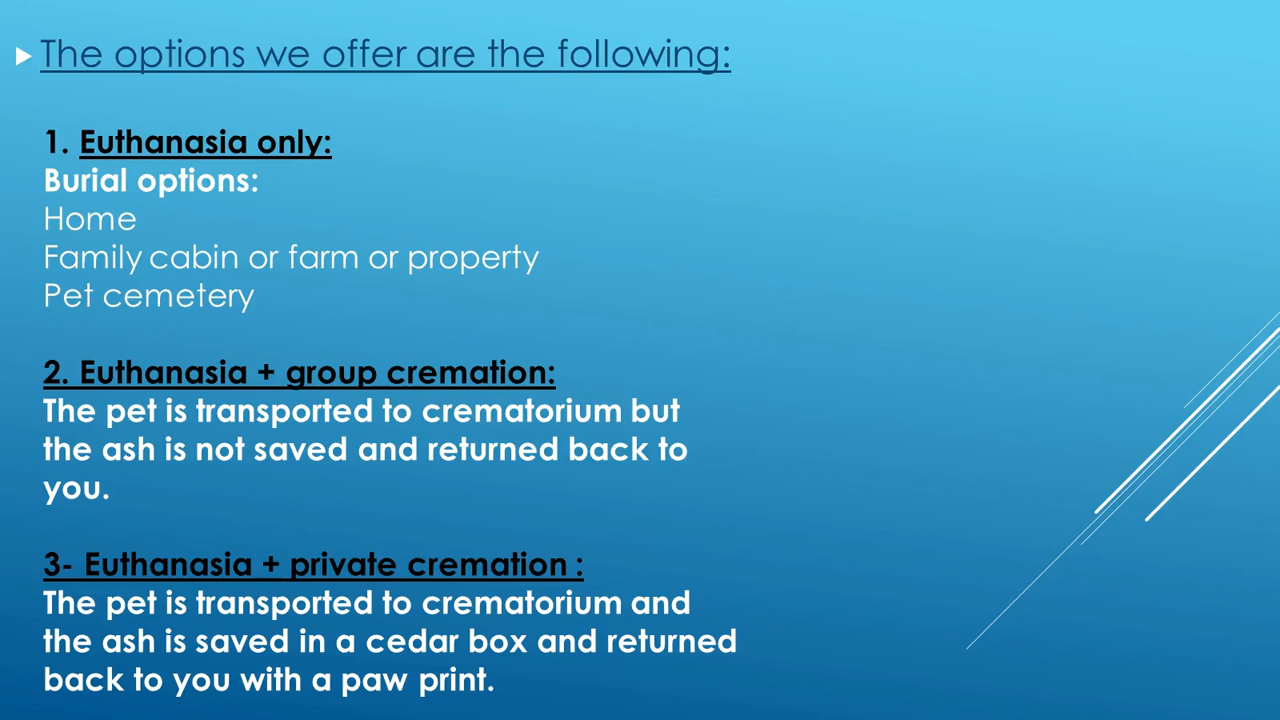 The options we offer are the following:
1. Euthanasia only:
Burial options:
Home
Family cabin or farm or property
Pet cemetery
2. Euthanasia + group cremation:
The pet is transported to crematorium but
the ash is not saved and returned back to
you.
3- Euthanasia + private cremation :
The pet is transported to crematorium and
the ash is saved in a cedar box and returned
back to you with a paw print.